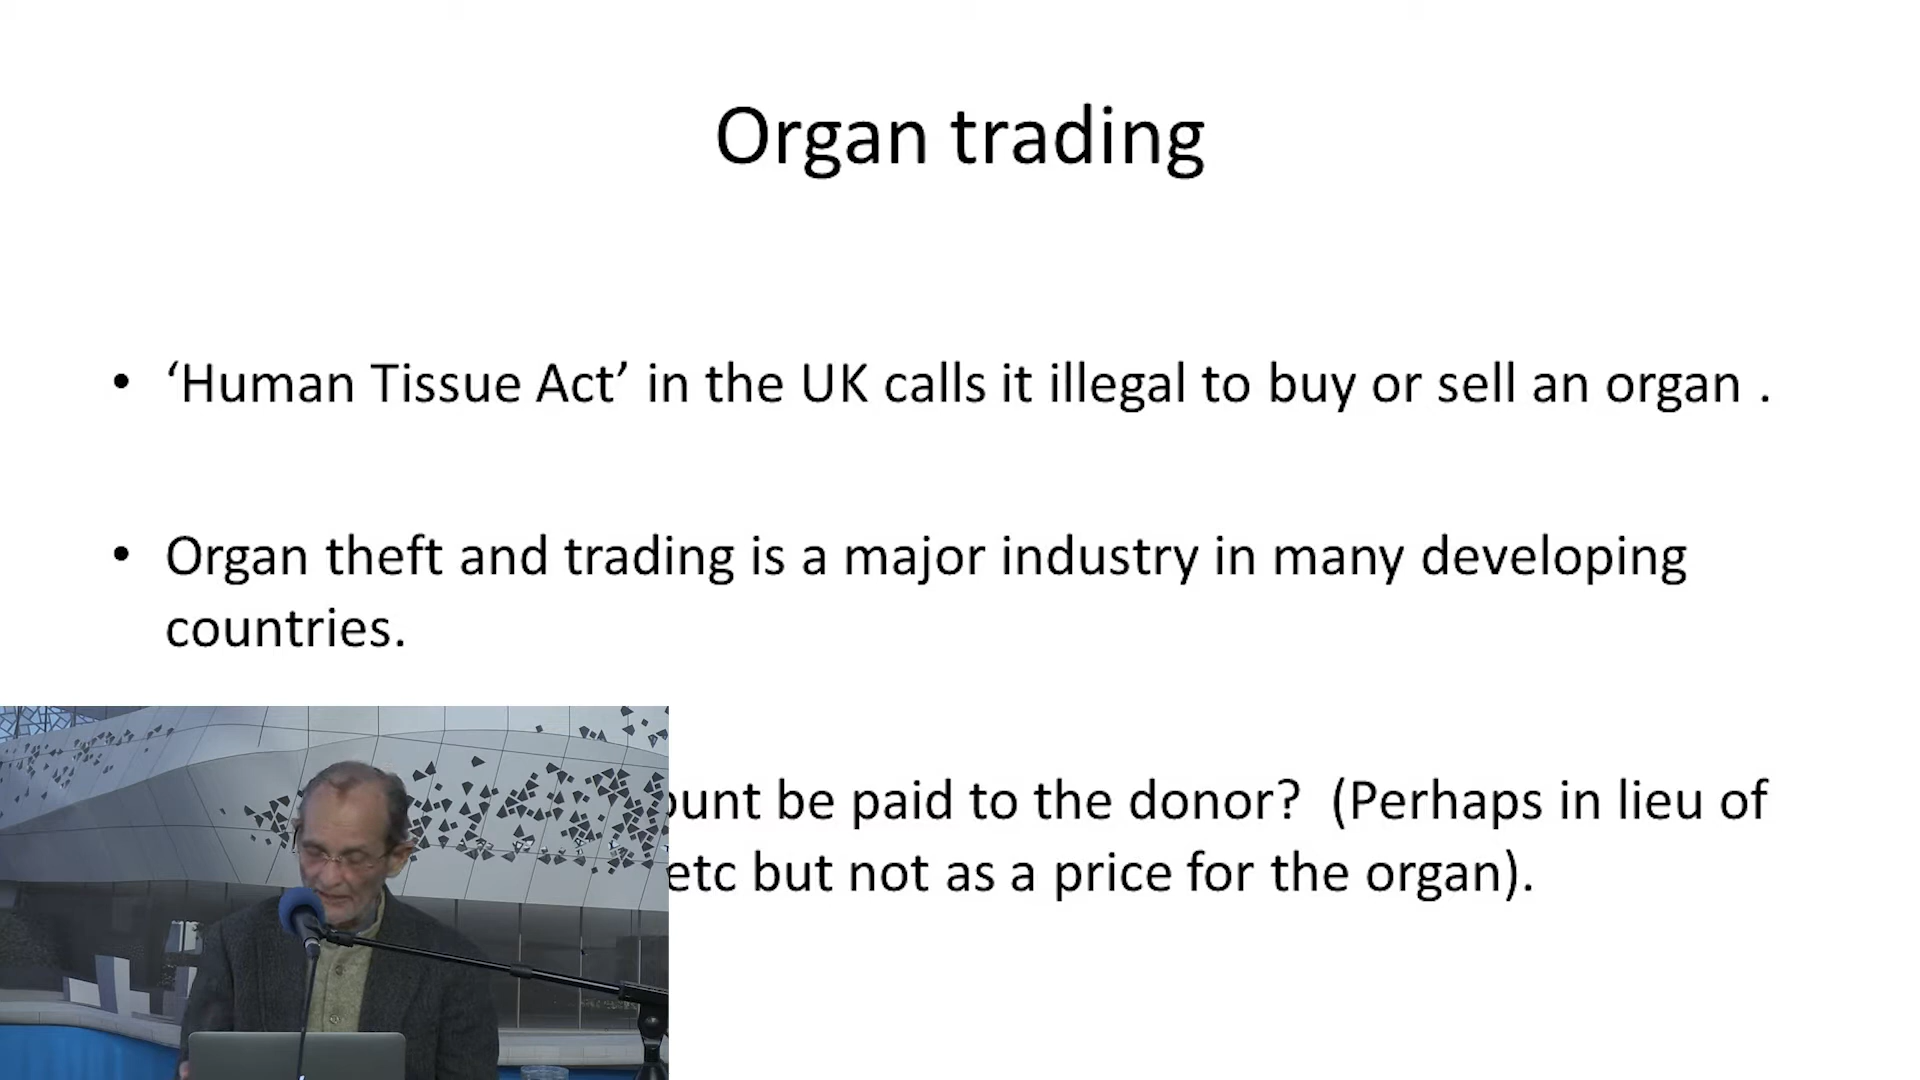 Organ trading
• ‘Human Tissue Act’ in the UK calls it illegal to buy or sell an organ .
• Organ theft and trading is a major industry in many developing
countries.
be paid to the donor? (Perhaps in lieu of
etc but not as a price for the organ).